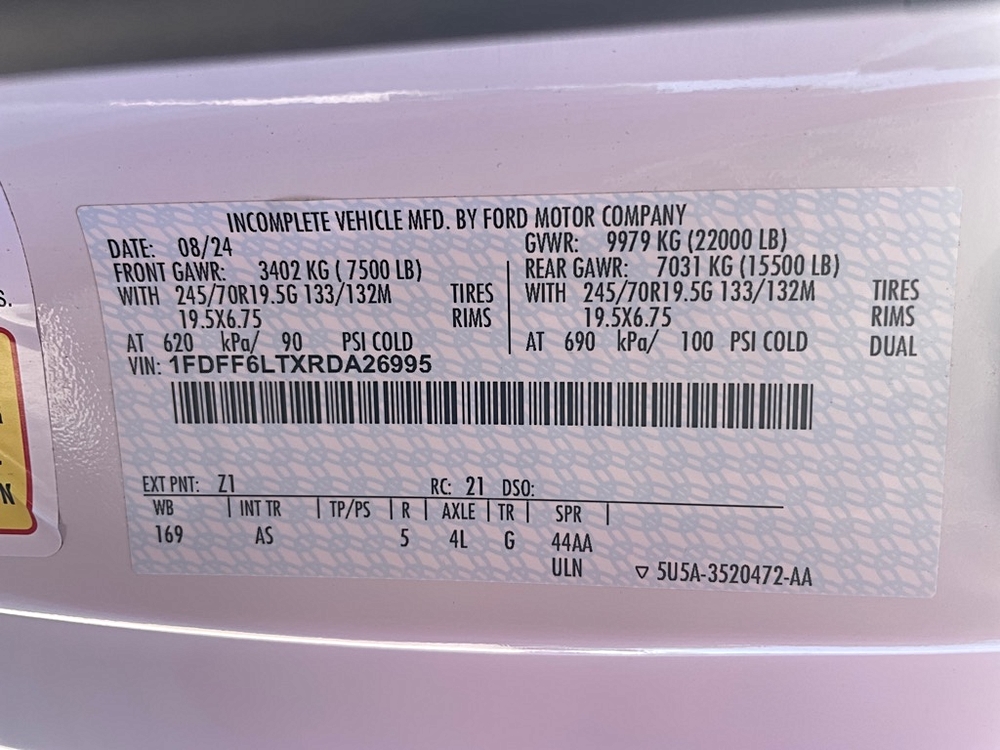 INCOMPLETE VEHICLE MFD. BY FORD MOTOR COMPANY
DATE: 08/24 GVWR: 9979 KG (22000 LB)
FRONT GAWR: 3402 KG ( 7500 LB) REAR GAWR: 7031 KG (15500 LB)
WITH 245/70R19.5G 133/132M TIRES WITH 245/70R19.5G 133/132M TIRES
19.5X6.75 RIMS 19.5X6.75 RIMS
AT 620 kPa/ 90 PSI COLD AT 690 kPa/ 100 PSI COLD DUAL
VIN: 1FDFF6LTXRDA26995
EXT PNT: Z1 RC: 21 DSO:
WB | INT TR | TP/PS | R | AXLE | TR | SPR |
169 AS 5 4L G 44AA
ULN ▽ 5U5A-3520472-AA
S.
N